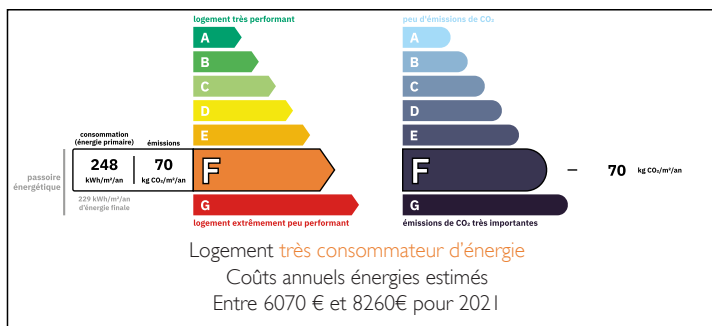 logement très performant
A
B
C
D
E
consommation
(énergie primaire)
émissions
248
kWh/m²/an
70
kg CO₂/m²/an
F
passoire
énergétique
229 kWh/m²/an
d'énergie finale
G
logement extrêmement peu performant
peu d'émissions de CO₂
A
B
C
D
E
F
70 kg CO₂/m²/an
G
émissions de CO₂ très importantes
Logement très consommateur d'énergie
Coûts annuels énergies estimés
Entre 6070 € et 8260€ pour 2021